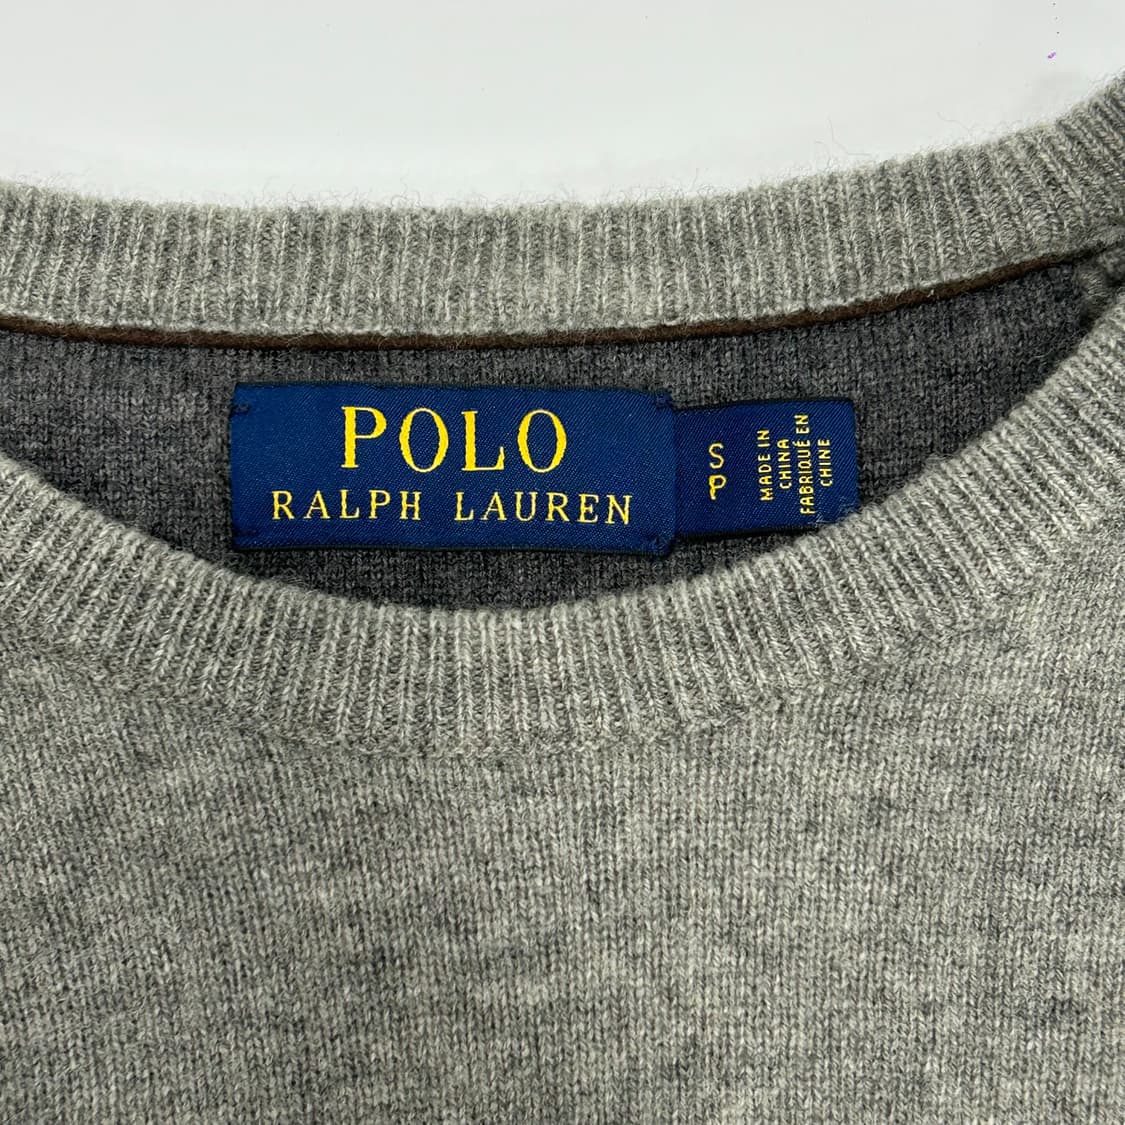 POLO
RALPH LAUREN
S
P
MADE IN
CHINA
FABRIQUÉ EN
CHINE